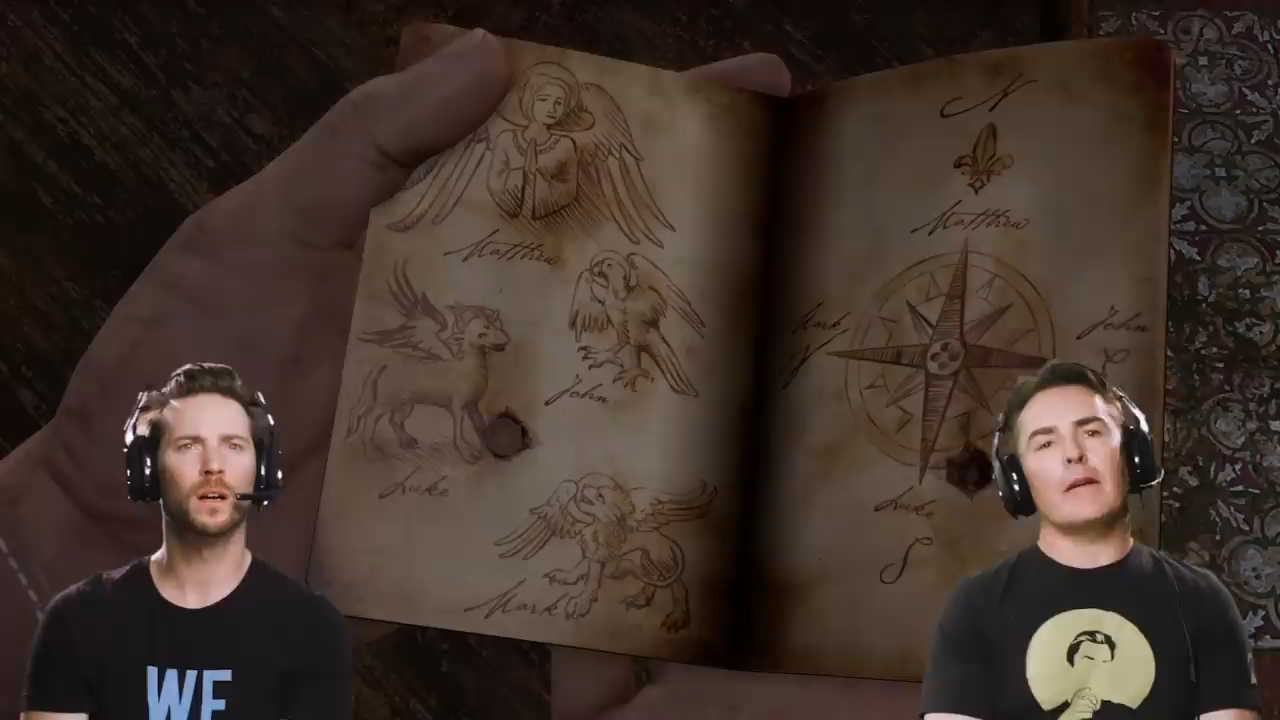 Matthew
John
Luke
Mark
N
Matthew
Mark
John
Luke
S
WE